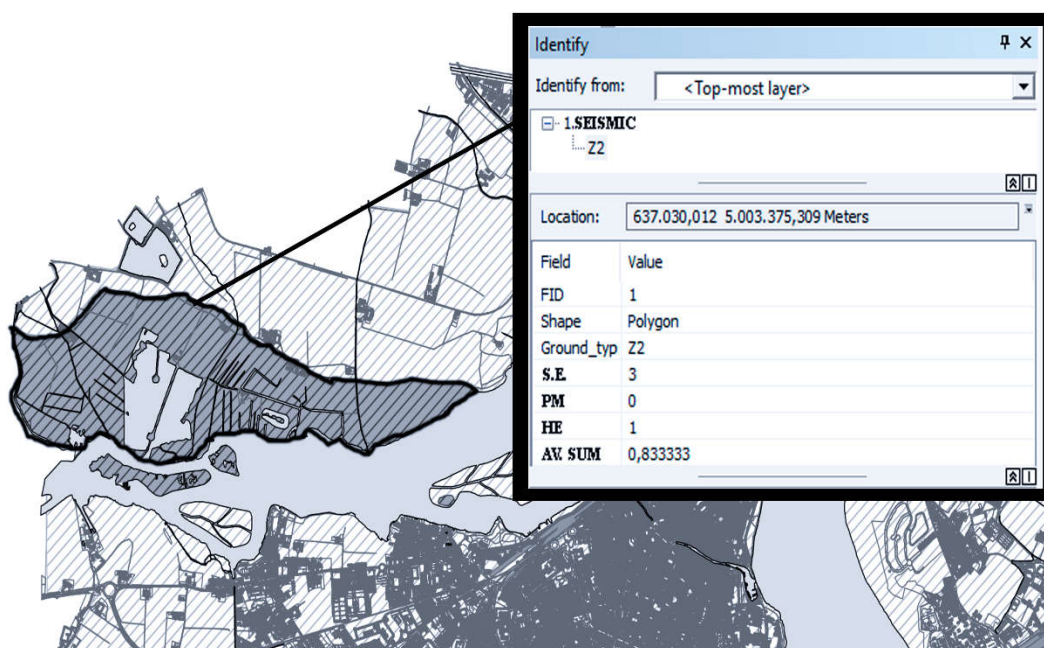 Identify
Identify from: <Top-most layer>
1.SEISMIC
Z2
Location: 637.030,012 5.003.375,309 Meters
Field Value
FID 1
Shape Polygon
Ground_typ Z2
S.E. 3
PM 0
HE 1
AV. SUM 0,833333